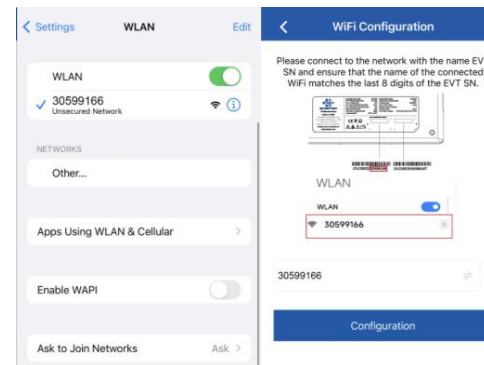 Settings
WLAN
Edit
WLAN
30599166
Unsecured Network
NETWORKS
Other...
Apps Using WLAN & Cellular
Enable WAPI
Ask to Join Networks
Ask
WiFi Configuration
Please connect to the network with the name EV
SN and ensure that the name of the connected
WiFi matches the last 8 digits of the EVT SN.
WLAN
WLAN
30599166
30599166
Configuration